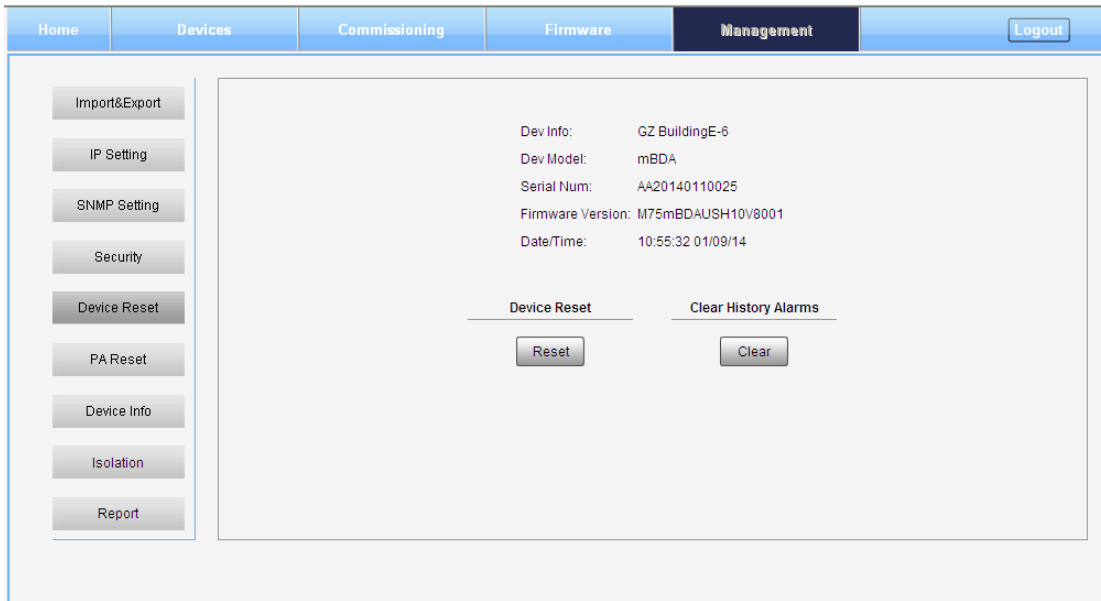 Home Devices Commissioning Firmware Management Logout
Import&Export
IP Setting
SNMP Setting
Security
Device Reset
PA Reset
Device Info
Isolation
Report
Dev Info: GZ BuildingE-6
Dev Model: mBDA
Serial Num: AA20140110025
Firmware Version: M75mBDAUSH10V8001
Date/Time: 10:55:32 01/09/14
Device Reset Clear History Alarms
Reset Clear